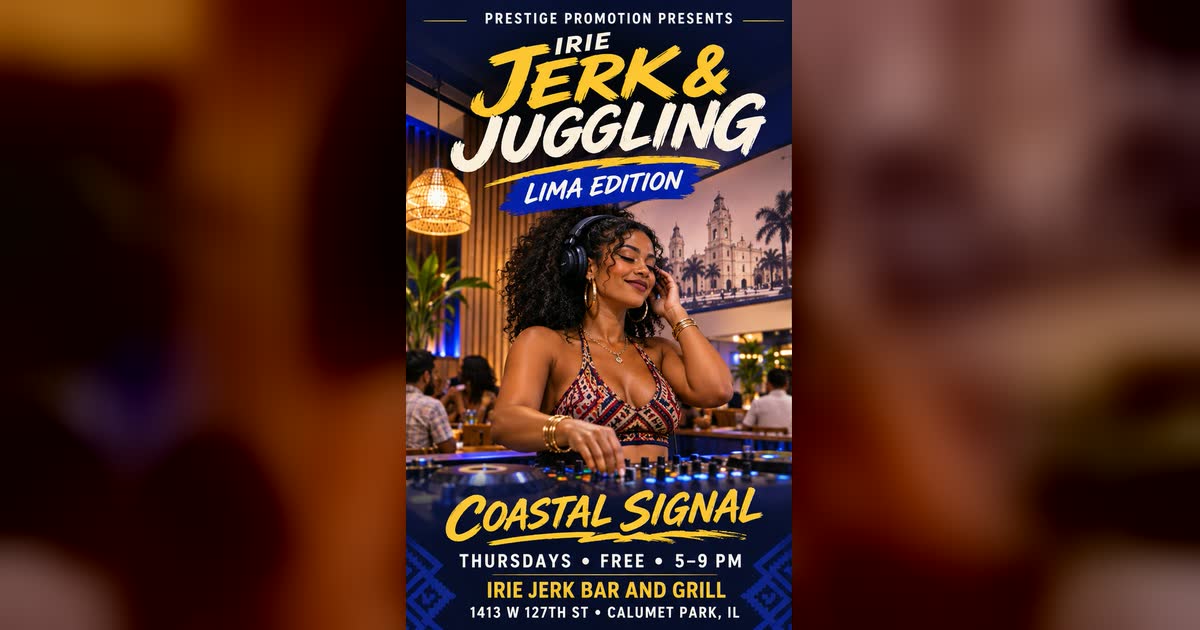 PRESTIGE PROMOTION PRESENTS
IRIE
JERK &
JUGGLING
LIMA EDITION
COASTAL SIGNAL
THURSDAYS • FREE • 5–9 PM
IRIE JERK BAR AND GRILL
1413 W 127TH ST • CALUMET PARK, IL